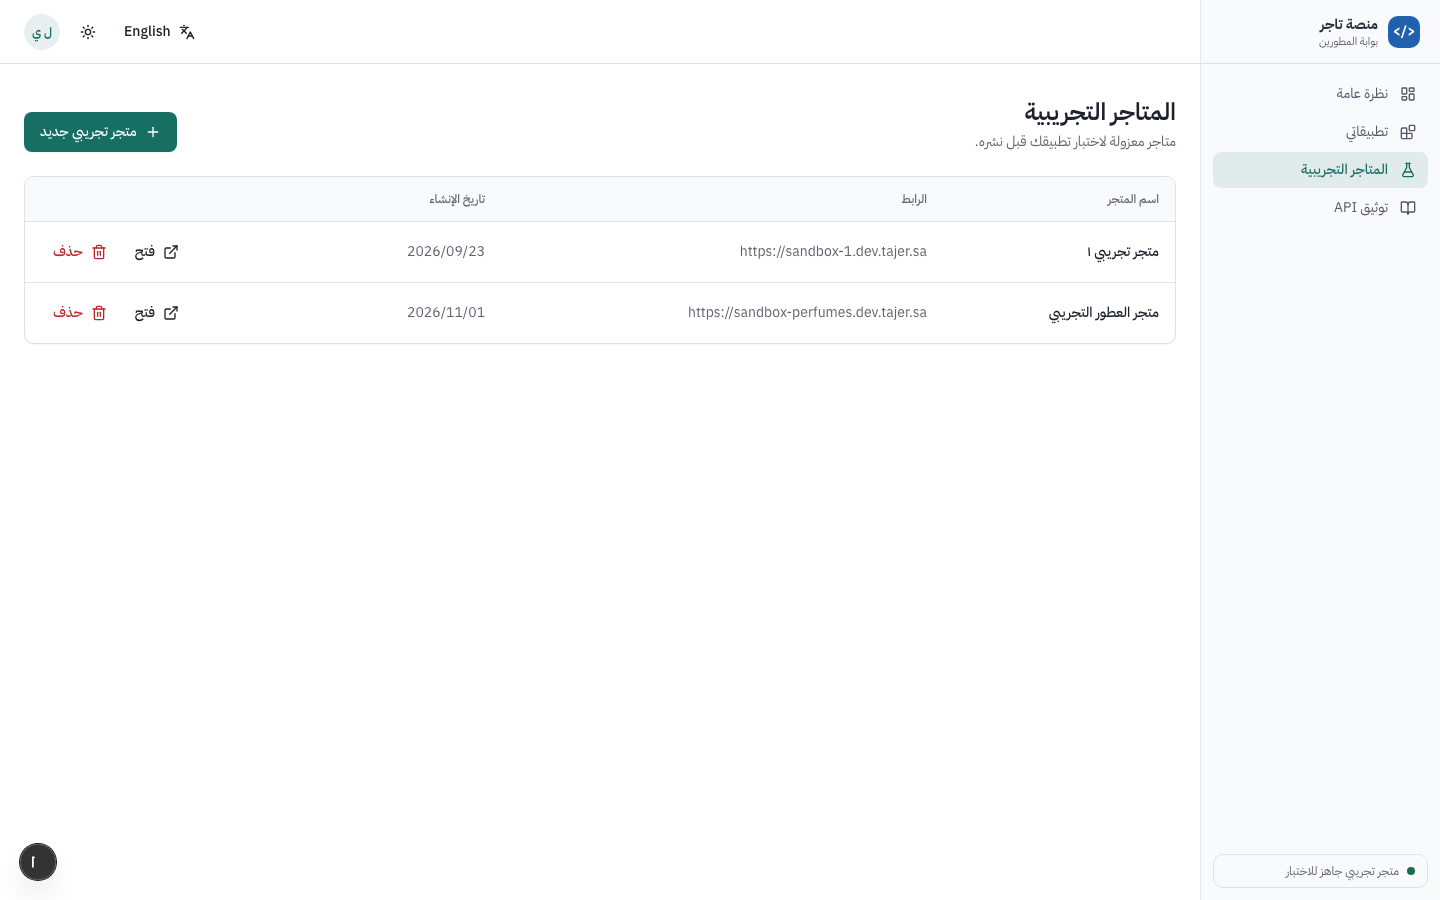 منصة تاجر
بوابة المطورين
نظرة عامة
تطبيقاتي
المتاجر التجريبية
توثيق API
متجر تجريبي جاهز للاختبار
English
ل ي
المتاجر التجريبية
متاجر معزولة لاختبار تطبيقك قبل نشره.
متجر تجريبي جديد
اسم المتجر الرابط تاريخ الإنشاء
متجر تجريبي ١ https://sandbox-1.dev.tajer.sa 2026/09/23 فتح حذف
متجر العطور التجريبي https://sandbox-perfumes.dev.tajer.sa 2026/11/01 فتح حذف